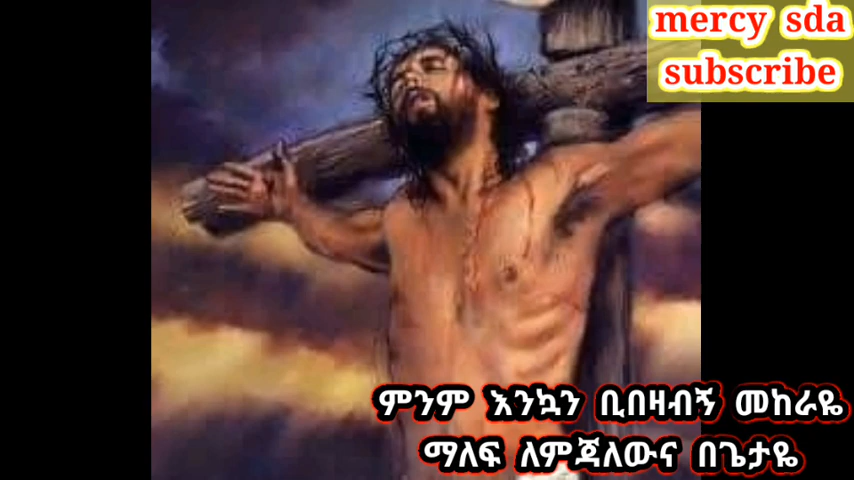 mercy sda
subscribe
ምንም እንኳን ቢበዛብኝ መከራዬ
ማለፍ ለምጃለውና በጌታዬ